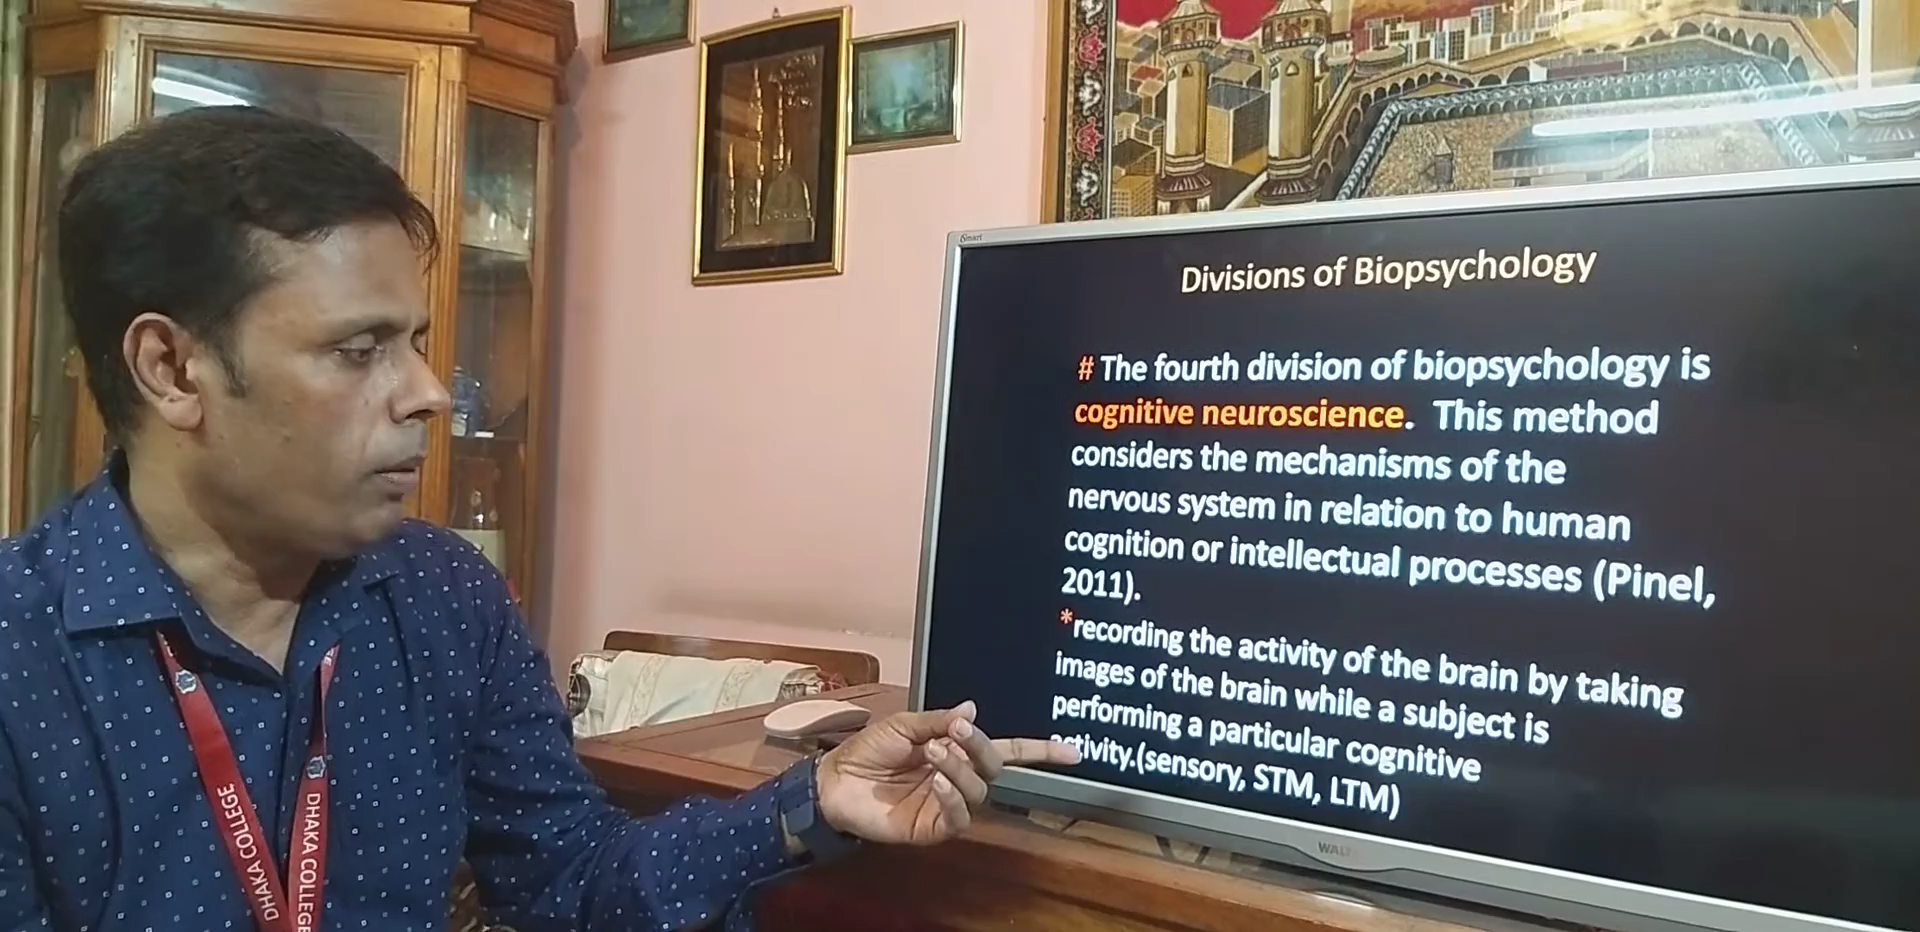 iSmart
Divisions of Biopsychology
# The fourth division of biopsychology is
cognitive neuroscience. This method
considers the mechanisms of the
nervous system in relation to human
cognition or intellectual processes (Pinel,
2011).
*recording the activity of the brain by taking
images of the brain while a subject is
performing a particular cognitive
activity.(sensory, STM, LTM)
DHAKA COLLEGE
DHAKA COLLEGE